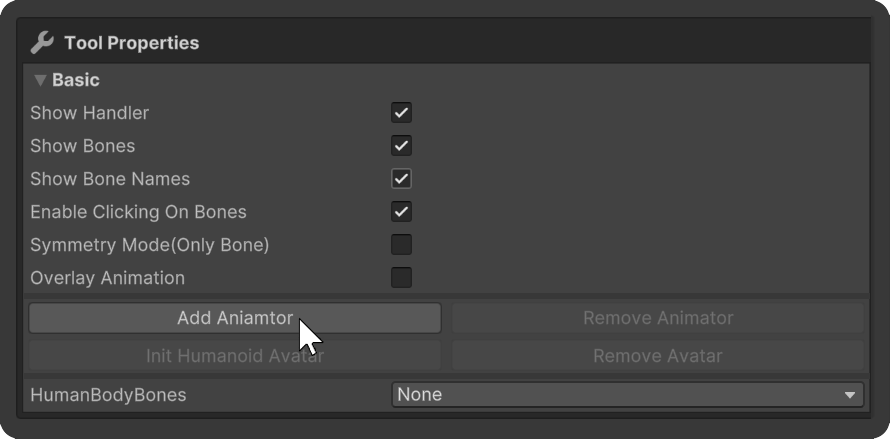 Tool Properties
Basic
Show Handler
Show Bones
Show Bone Names
Enable Clicking On Bones
Symmetry Mode(Only Bone)
Overlay Animation
Add Aniamtor Remove Animator
Init Humanoid Avatar Remove Avatar
HumanBodyBones None